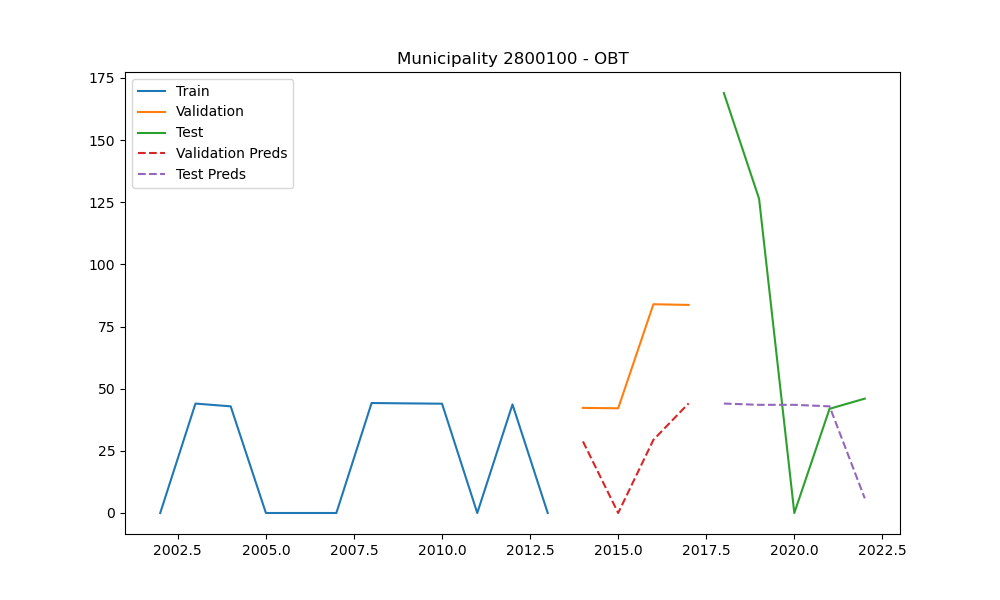 Municipality 2800100 - OBT
175
150
125
100
75
50
25
0
Train
Validation
Test
Validation Preds
Test Preds
2002.5 2005.0 2007.5 2010.0 2012.5 2015.0 2017.5 2020.0 2022.5